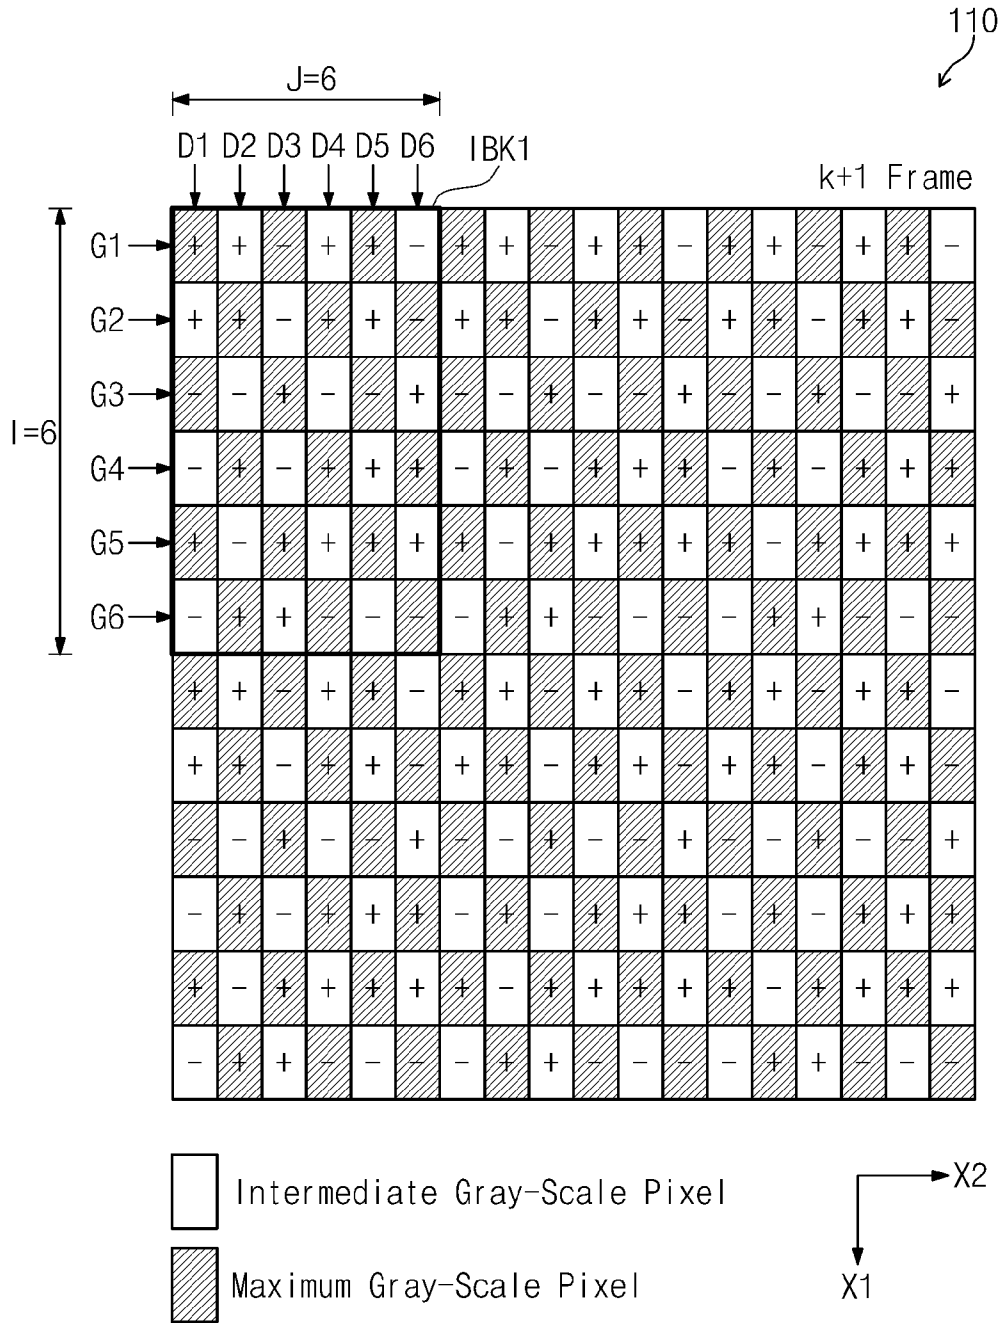 110
J=6
D1 D2 D3 D4 D5 D6 IBK1
k+1 Frame
G1 + + - + + - + + - + + - + + - + + -
G2 + + - + + - + + - + + - + + - + + -
G3 - - + - - + - - + - - + - - + - - +
I=6
G4 - + - + + + - + - + + + - + - + + +
G5 + - + + + + + - + + + + + - + + + +
G6 - + + - - - - + + - - - - + + - - -
+ + - + + - + + - + + - + + - + + -
+ + - + + - + + - + + - + + - + + -
- - + - - + - - + - - + - - + - - +
- + - + + + - + - + + + - + - + + +
+ - + + + + + - + + + + + - + + + +
- + + - - - - + + - - - - + + - - -
Intermediate Gray-Scale Pixel
X2
Maximum Gray-Scale Pixel
X1